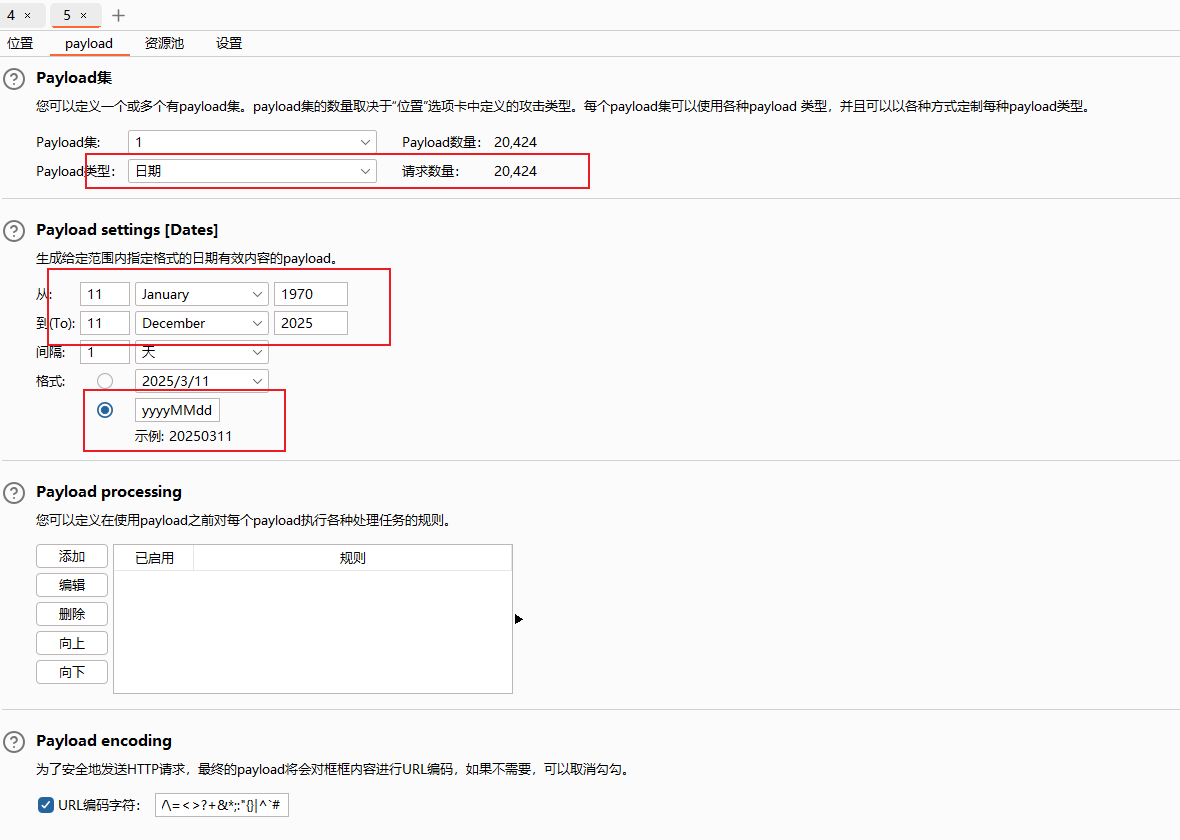 4 × 5 × +
位置 payload 资源池 设置
? Payload集
您可以定义一个或多个有payload集。payload集的数量取决于“位置”选项卡中定义的攻击类型。每个payload集可以使用各种payload 类型，并且可以以各种方式定制每种payload类型。
Payload集: 1 Payload数量: 20,424
Payload类型: 日期 请求数量: 20,424
? Payload settings [Dates]
生成给定范围内指定格式的日期有效内容的payload。
从: 11 January 1970
到(To): 11 December 2025
间隔: 1 天
格式: 2025/3/11
yyyyMMdd
示例: 20250311
? Payload processing
您可以定义在使用payload之前对每个payload执行各种处理任务的规则。
添加 已启用 规则
编辑
删除
向上
向下
? Payload encoding
为了安全地发送HTTP请求，最终的payload将会对框框内容进行URL编码，如果不需要，可以取消勾勾。
URL编码字符: /\=<>?+&*;:"{}|^`#